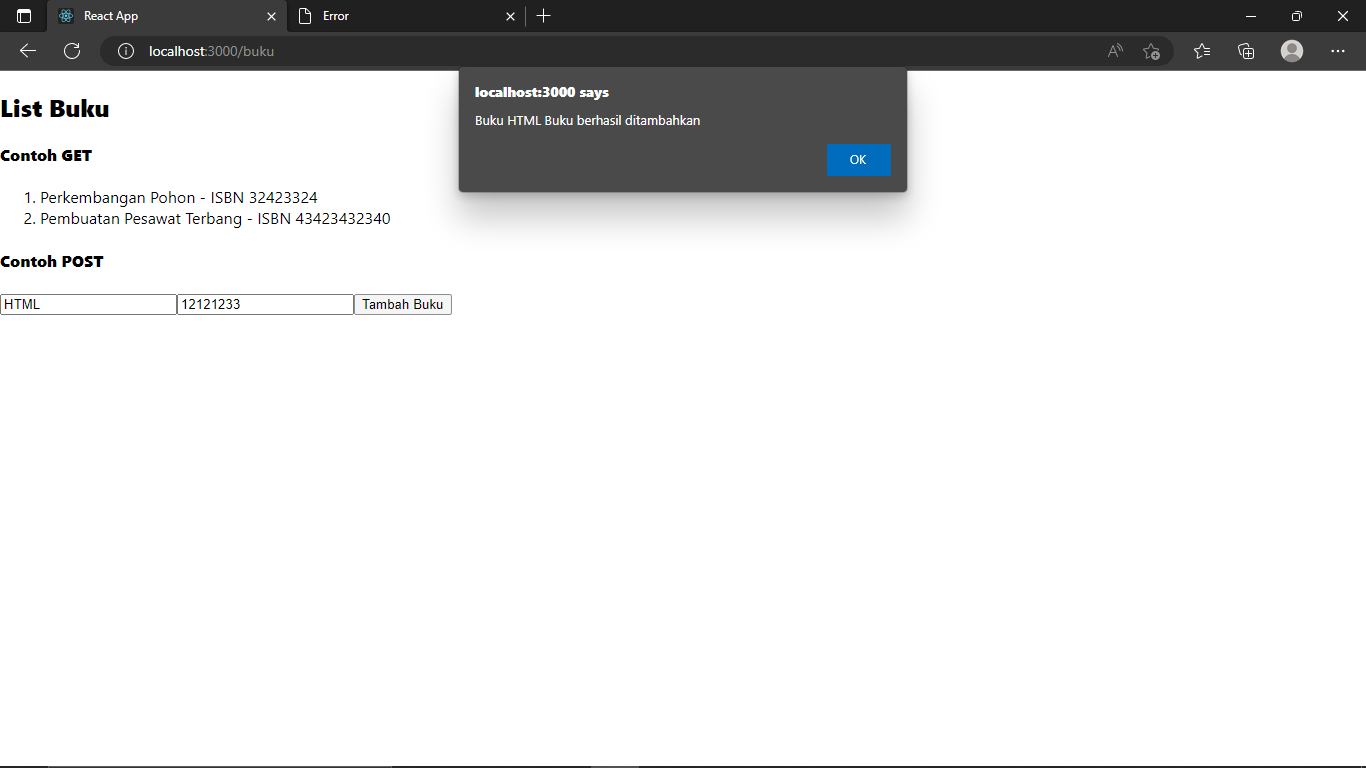 React App
Error
localhost:3000/buku
localhost:3000 says
Buku HTML Buku berhasil ditambahkan
OK
List Buku
Contoh GET
1. Perkembangan Pohon - ISBN 32423324
2. Pembuatan Pesawat Terbang - ISBN 43423432340
Contoh POST
HTML 12121233 Tambah Buku